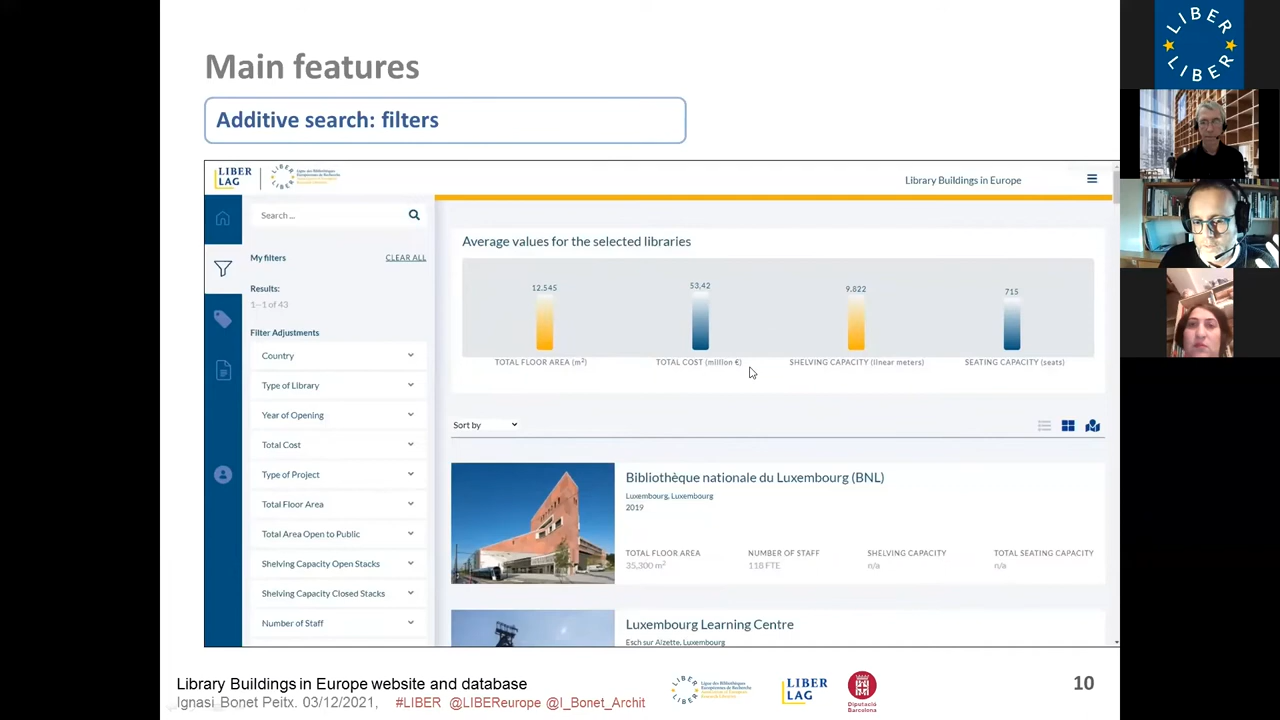 Main features
Additive search: filters
LIBER
LAG
Library Buildings in Europe
Search ...
My filters
CLEAR ALL
Results:
1—1 of 43
Filter Adjustments
Country
Type of Library
Year of Opening
Total Cost
Type of Project
Total Floor Area
Total Area Open to Public
Shelving Capacity Open Stacks
Shelving Capacity Closed Stacks
Number of Staff
Average values for the selected libraries
12.545
53,42
9.822
715
TOTAL FLOOR AREA (m²)
TOTAL COST (million €)
SHELVING CAPACITY (linear meters)
SEATING CAPACITY (seats)
Sort by
Bibliothèque nationale du Luxembourg (BNL)
Luxembourg, Luxembourg
2019
TOTAL FLOOR AREA
NUMBER OF STAFF
SHELVING CAPACITY
TOTAL SEATING CAPACITY
35,300 m²
118 FTE
n/a
n/a
Luxembourg Learning Centre
Esch sur Alzette, Luxembourg
Library Buildings in Europe website and database
Ignasi Bonet Peitx. 03/12/2021, #LIBER @LIBEReurope @I_Bonet_Archit
LIBER
LAG
Diputació
Barcelona
10
LIBER
LIBER